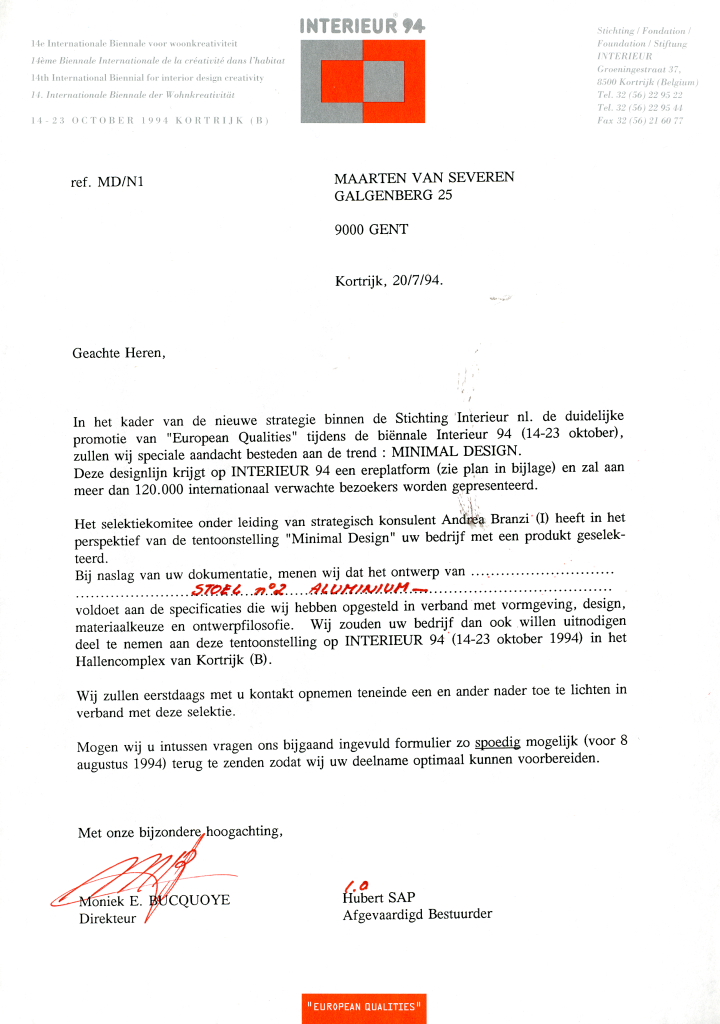 INTERIEUR 94
14e Internationale Biennale voor woonkreativiteit
14ème Biennale Internationale de la créativité dans l'habitat
14th International Biennial for interior design creativity
14. Internationale Biennale der Wohnkreativität
14-23 OCTOBER 1994 KORTRIJK (B)
Stichting / Fondation /
Foundation / Stiftung
INTERIEUR
Groeningestraat 37,
8500 Kortrijk (Belgium)
Tel. 32 (56) 22 95 22
Tel. 32 (56) 22 95 44
Fax 32 (56) 21 60 77
ref. MD/N1
MAARTEN VAN SEVEREN
GALGENBERG 25
9000 GENT
Kortrijk, 20/7/94.
Geachte Heren,
In het kader van de nieuwe strategie binnen de Stichting Interieur nl. de duidelijke
promotie van "European Qualities" tijdens de biënnale Interieur 94 (14-23 oktober),
zullen wij speciale aandacht besteden aan de trend : MINIMAL DESIGN.
Deze designlijn krijgt op INTERIEUR 94 een ereplatform (zie plan in bijlage) en zal aan
meer dan 120.000 internationaal verwachte bezoekers worden gepresenteerd.
Het selektiekomitee onder leiding van strategisch konsulent Andrea Branzi (I) heeft in het
perspektief van de tentoonstelling "Minimal Design" uw bedrijf met een produkt geselek-
teerd.
Bij naslag van uw dokumentatie, menen wij dat het ontwerp van .............................
.........................STOEL n°2 ALUMINIUM—.....................................
voldoet aan de specificaties die wij hebben opgesteld in verband met vormgeving, design,
materiaalkeuze en ontwerpfilosofie. Wij zouden uw bedrijf dan ook willen uitnodigen
deel te nemen aan deze tentoonstelling op INTERIEUR 94 (14-23 oktober 1994) in het
Hallencomplex van Kortrijk (B).
Wij zullen eerstdaags met u kontakt opnemen teneinde een en ander nader toe te lichten in
verband met deze selektie.
Mogen wij u intussen vragen ons bijgaand ingevuld formulier zo spoedig mogelijk (voor 8
augustus 1994) terug te zenden zodat wij uw deelname optimaal kunnen voorbereiden.
Met onze bijzondere hoogachting,
Moniek E. BUCQUOYE
Direkteur
i.o
Hubert SAP
Afgevaardigd Bestuurder
"EUROPEAN QUALITIES"